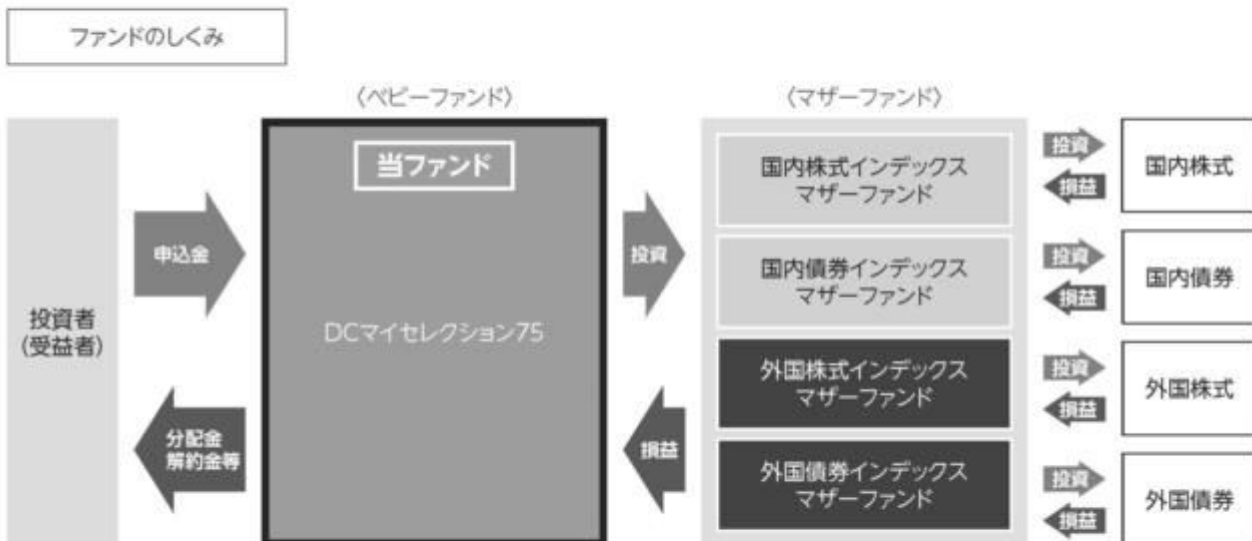 ファンドのしくみ
〈ベビーファンド〉
〈マザーファンド〉
投資者
(受益者)
申込金
分配金
解約金等
当ファンド
DCマイセレクション75
投資
損益
国内株式インデックス
マザーファンド
国内債券インデックス
マザーファンド
外国株式インデックス
マザーファンド
外国債券インデックス
マザーファンド
投資
損益
国内株式
投資
損益
国内債券
投資
損益
外国株式
投資
損益
外国債券